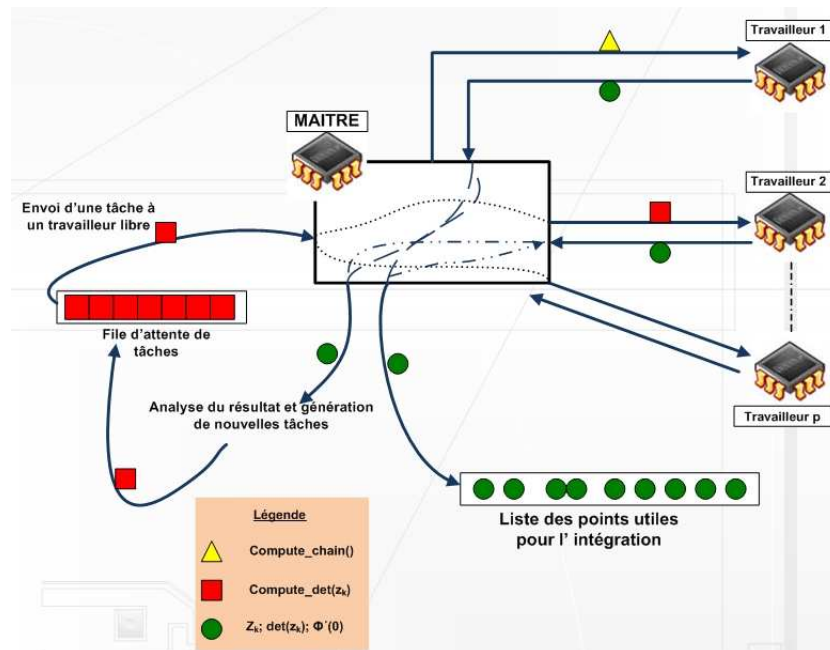 Travailleur 1
MAITRE
Travailleur 2
Envoi d'une tâche à
un travailleur libre
File d'attente de
tâches
Travailleur p
Analyse du résultat et génération
de nouvelles tâches
Liste des points utiles
pour l' intégration
Légende
Compute_chain()
Compute_det(zₖ)
Zₖ; det(zₖ); Φ´(0)